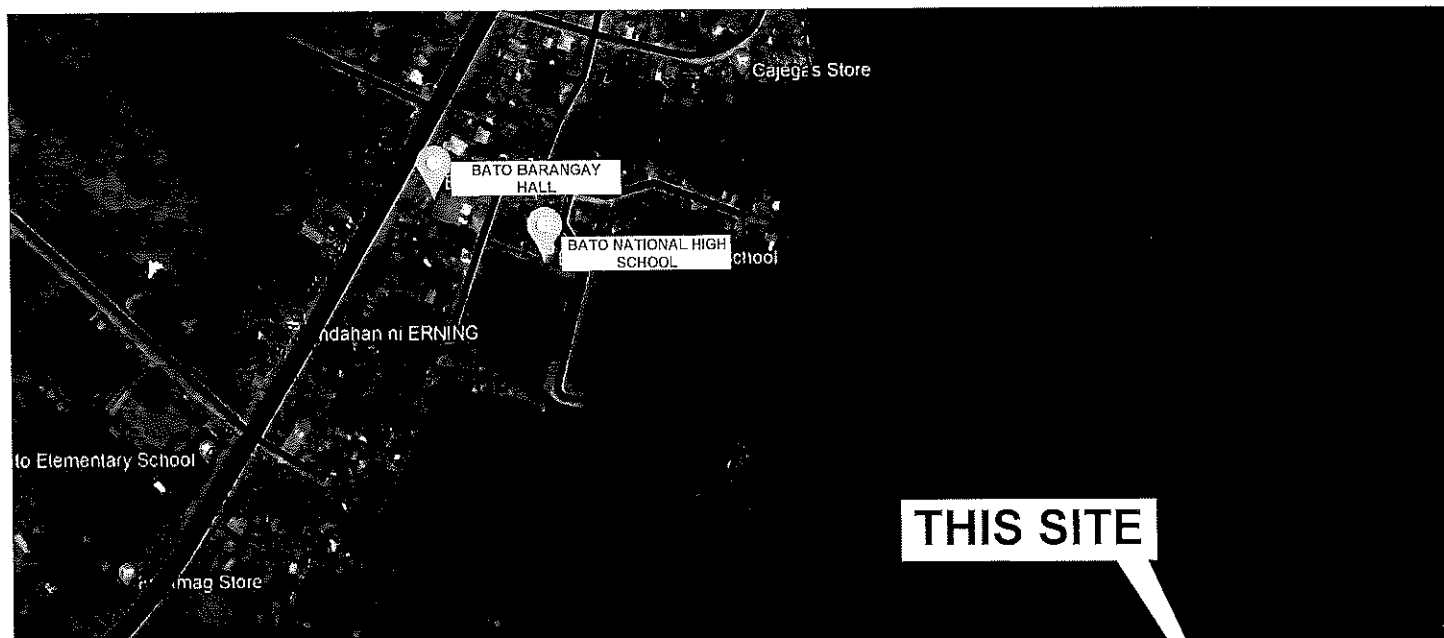 Cajega's Store
BATO BARANGAY
HALL
BATO NATIONAL HIGH
SCHOOL
chool
ndahan ni ERNING
to Elementary School
mag Store
THIS SITE